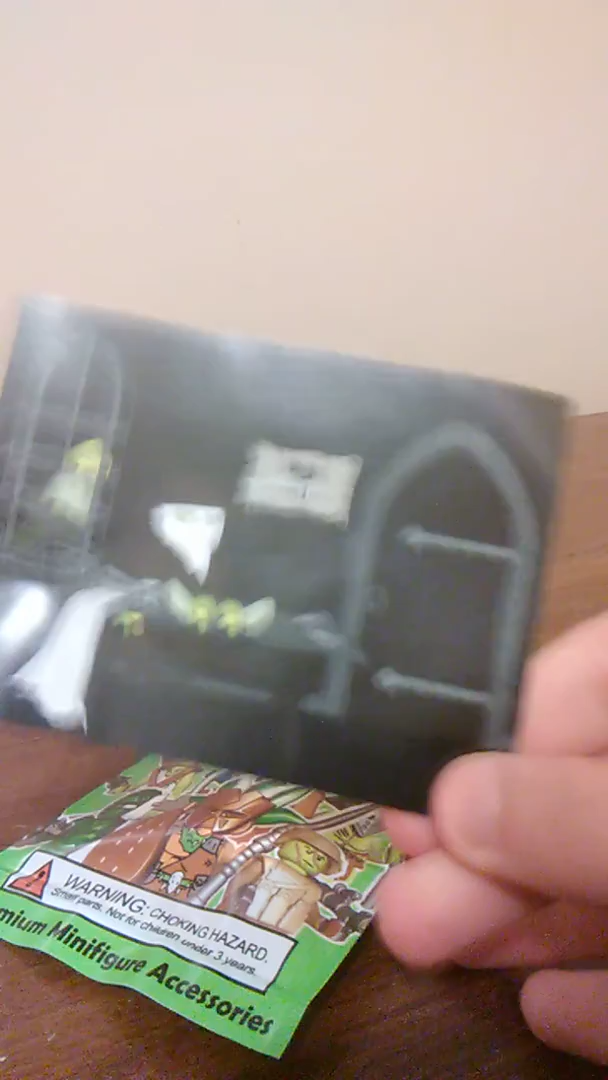 WARNING: CHOKING HAZARD.
Small parts. Not for children under 3 years.
mium Minifigure Accessories